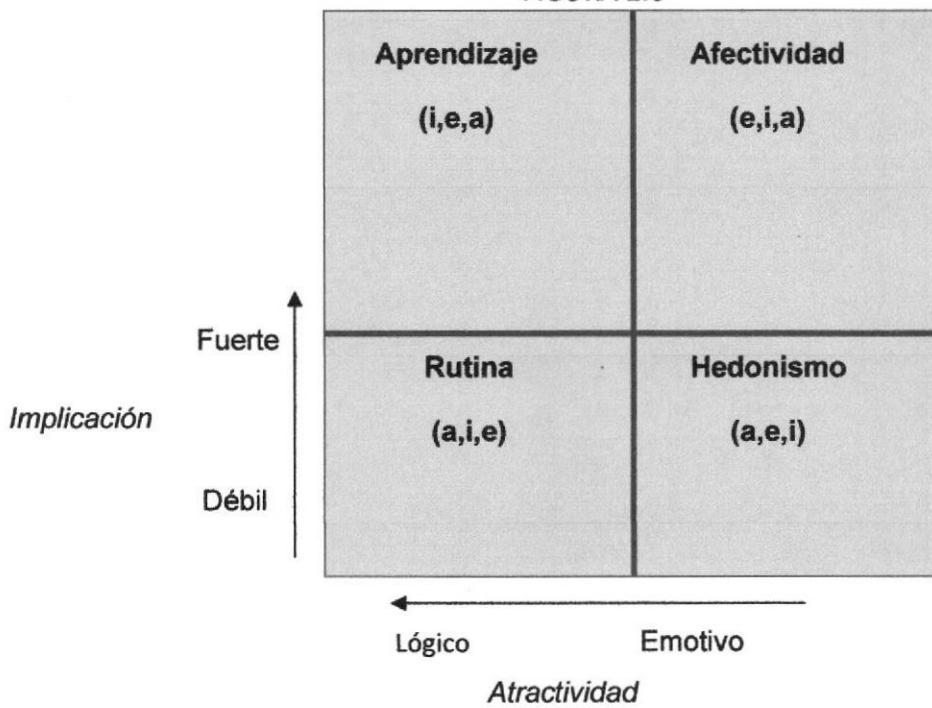 Aprendizaje
Afectividad
(i,e,a)
(e,i,a)
Fuerte
Rutina
Hedonismo
Implicación
(a,i,e)
(a,e,i)
Débil
Lógico
Emotivo
Atractividad